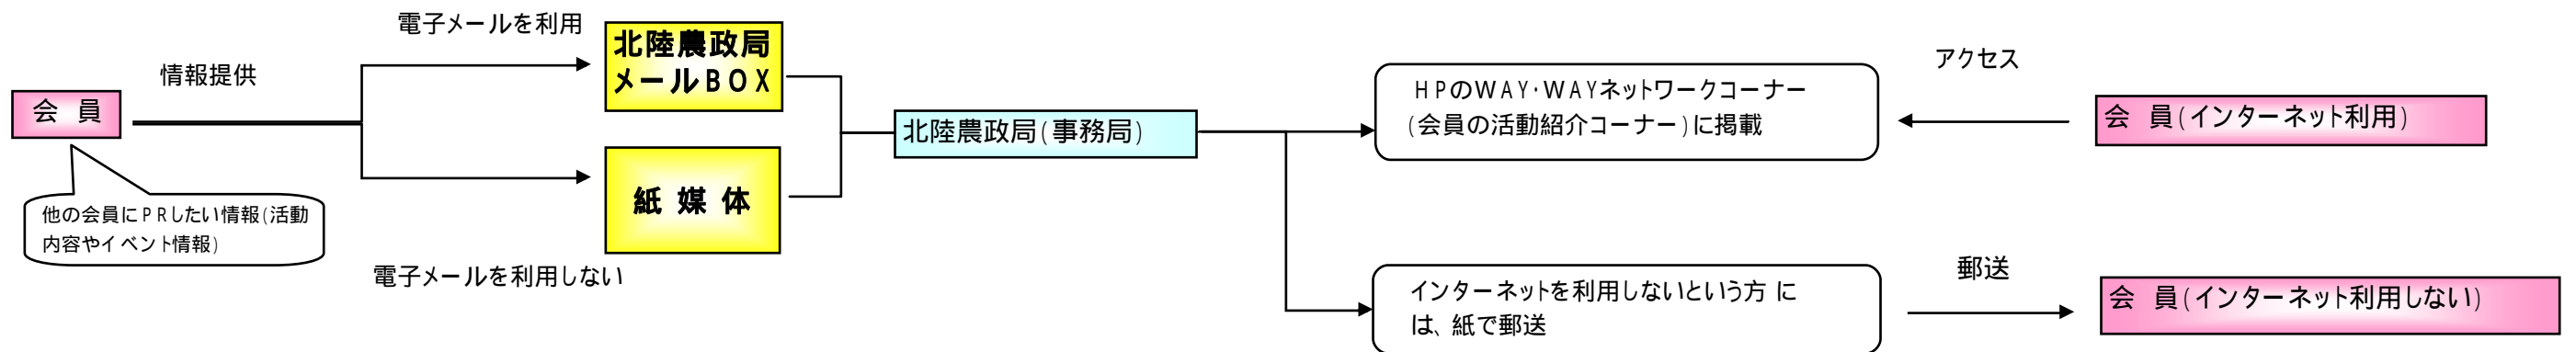 電子メールを利用
北陸農政局
メールBOX
情報提供
会 員
他の会員にPRしたい情報(活動
内容やイベント情報)
紙 媒 体
電子メールを利用しない
北陸農政局(事務局)
HPのWAY・WAYネットワークコーナー
(会員の活動紹介コーナー)に掲載
アクセス
会 員(インターネット利用)
インターネットを利用しないという方 に
は、紙で郵送
郵送
会 員(インターネット利用しない)